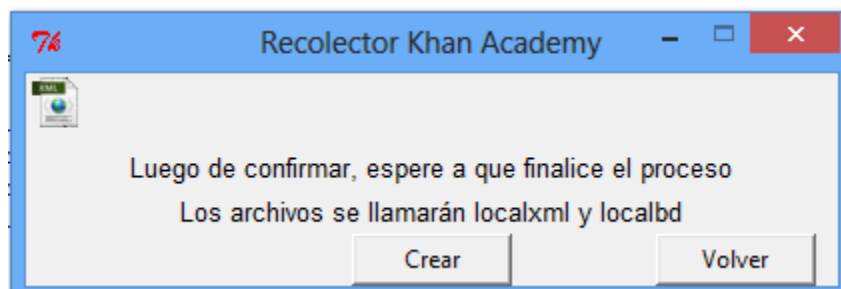 Recolector Khan Academy
XML
Luego de confirmar, espere a que finalice el proceso
Los archivos se llamarán localxml y localbd
Crear
Volver